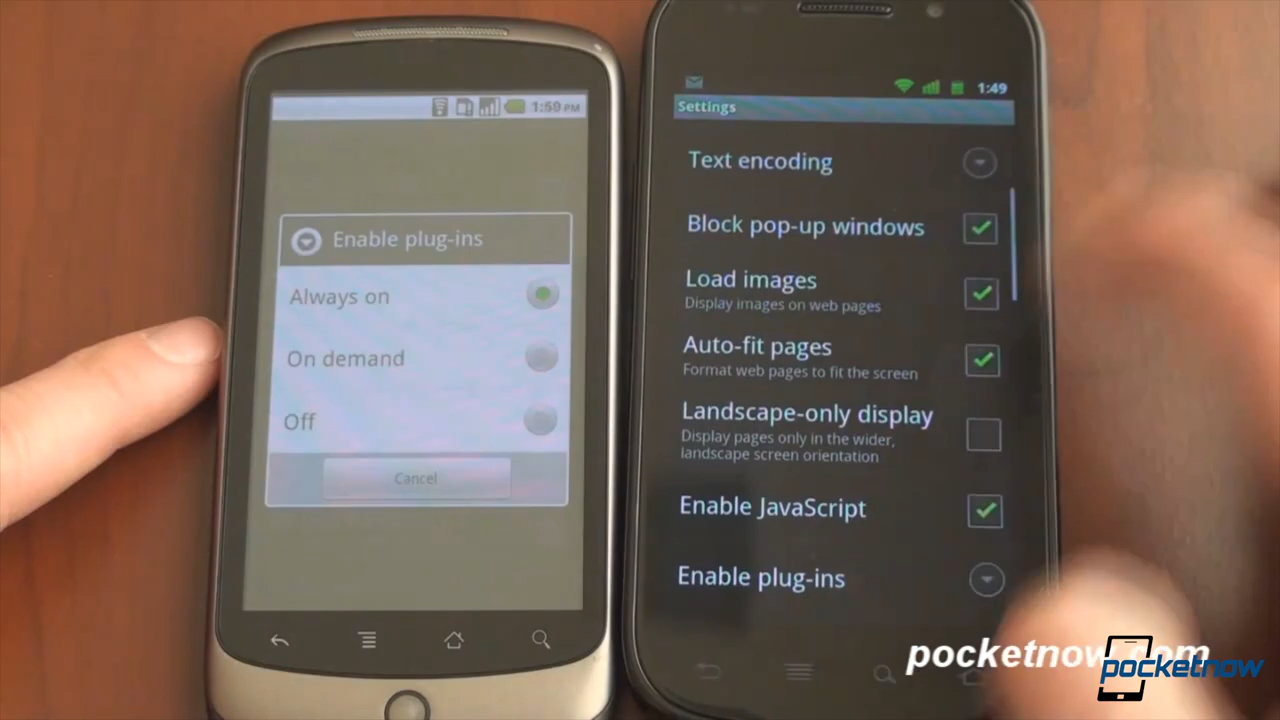 1:50 PM
Enable plug-ins
Always on
On demand
Off
Cancel
1:49
Settings
Text encoding
Block pop-up windows
Load images
Display images on web pages
Auto-fit pages
Format web pages to fit the screen
Landscape-only display
Display pages only in the wider,
landscape screen orientation
Enable JavaScript
Enable plug-ins
pocketnow.com
pocketnow